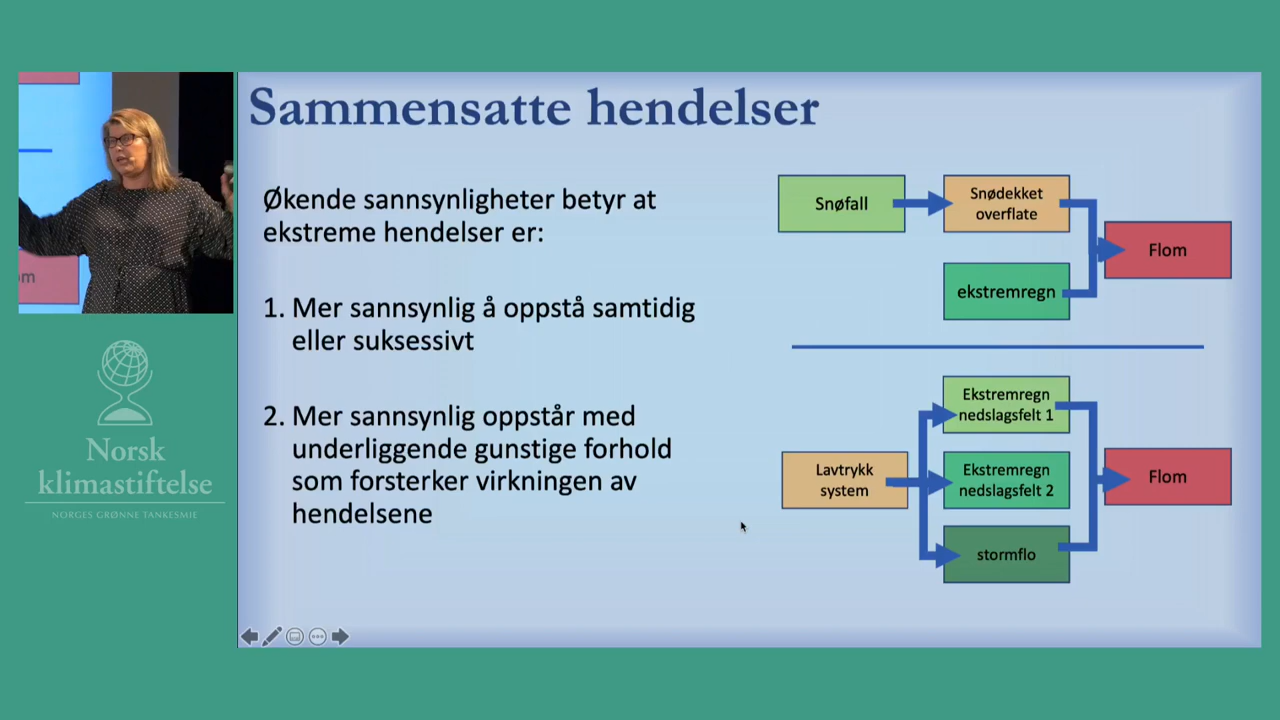 Sammensatte hendelser
Økende sannsynligheter betyr at
ekstreme hendelser er:
1. Mer sannsynlig å oppstå samtidig
eller suksessivt
2. Mer sannsynlig oppstår med
underliggende gunstige forhold
som forsterker virkningen av
hendelsene
Snøfall
Snødekket
overflate
ekstremregn
Flom
Lavtrykk
system
Ekstremregn
nedslagsfelt 1
Ekstremregn
nedslagsfelt 2
stormflo
Flom
om
Norsk
klimastiftelse
NORGES GRØNNE TANKESMIE